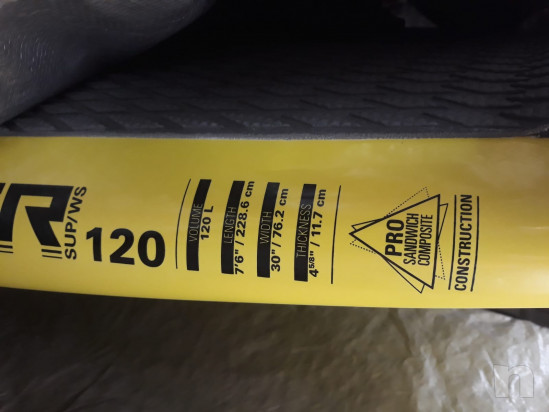 R
SUP/WS
120
VOLUME
120 L
LENGTH
7'6" / 228.6 cm
WIDTH
30" / 76.2 cm
THICKNESS
4 5/8" / 11.7 cm
PRO
SANDWICH
COMPOSITE
CONSTRUCTION
n